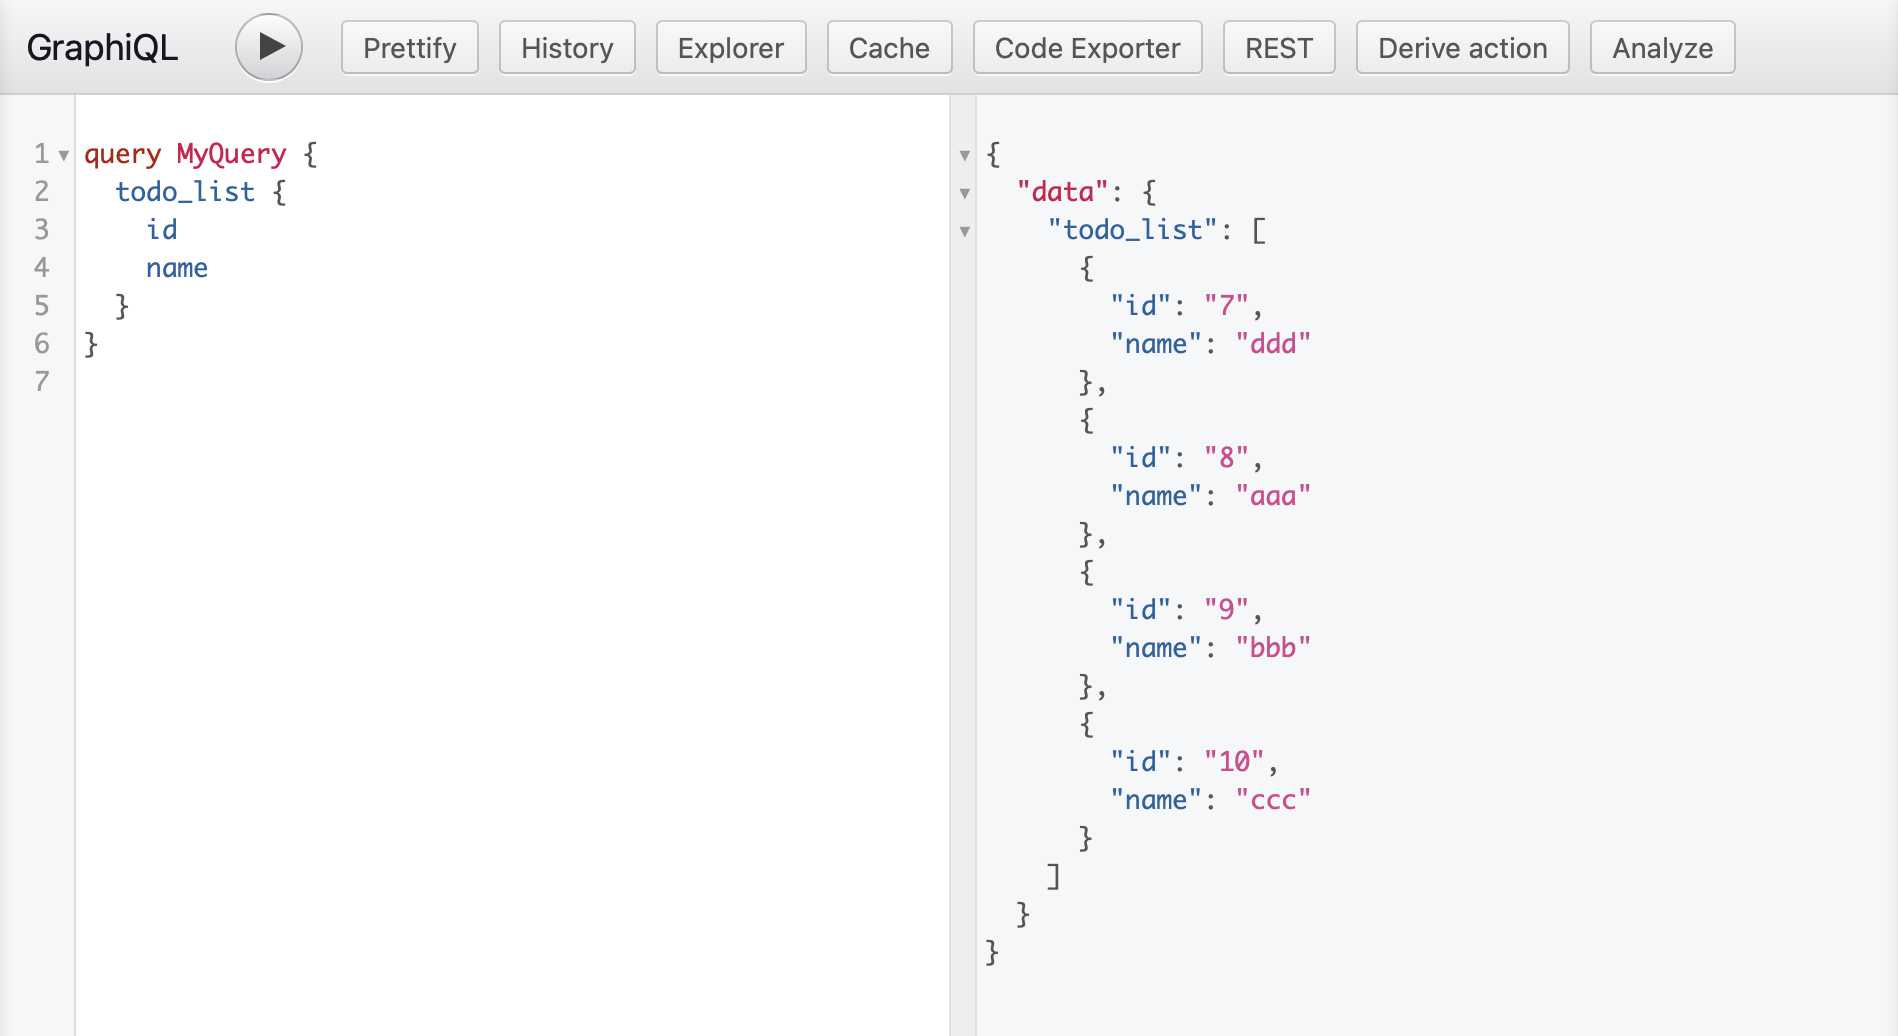 GraphiQL Prettify History Explorer Cache Code Exporter REST Derive action Analyze
1 query MyQuery {
2   todo_list {
3     id
4     name
5   }
6 }
7
{
  "data": {
    "todo_list": [
      {
        "id": "7",
        "name": "ddd"
      },
      {
        "id": "8",
        "name": "aaa"
      },
      {
        "id": "9",
        "name": "bbb"
      },
      {
        "id": "10",
        "name": "ccc"
      }
    ]
  }
}